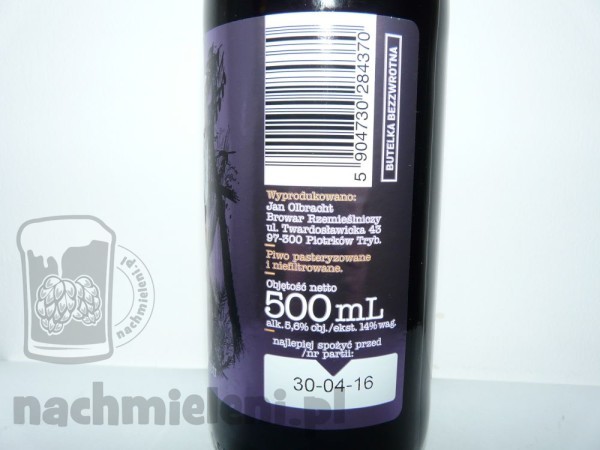 5 904730 284370
BUTELKA BEZZWROTNA
Wyprodukowano:
Jan Olbracht
Browar Rzemieślniczy
ul. Twardosławicka 43
97-300 Piotrków Tryb.
Piwo pasteryzowane
i niefiltrowane.
Objętość netto
500 mL
alk. 5,6% obj./ekst. 14% wag.
najlepiej spożyć przed
/nr partii:
30-04-16
nachmieleni.pl
nachmieleni.pl